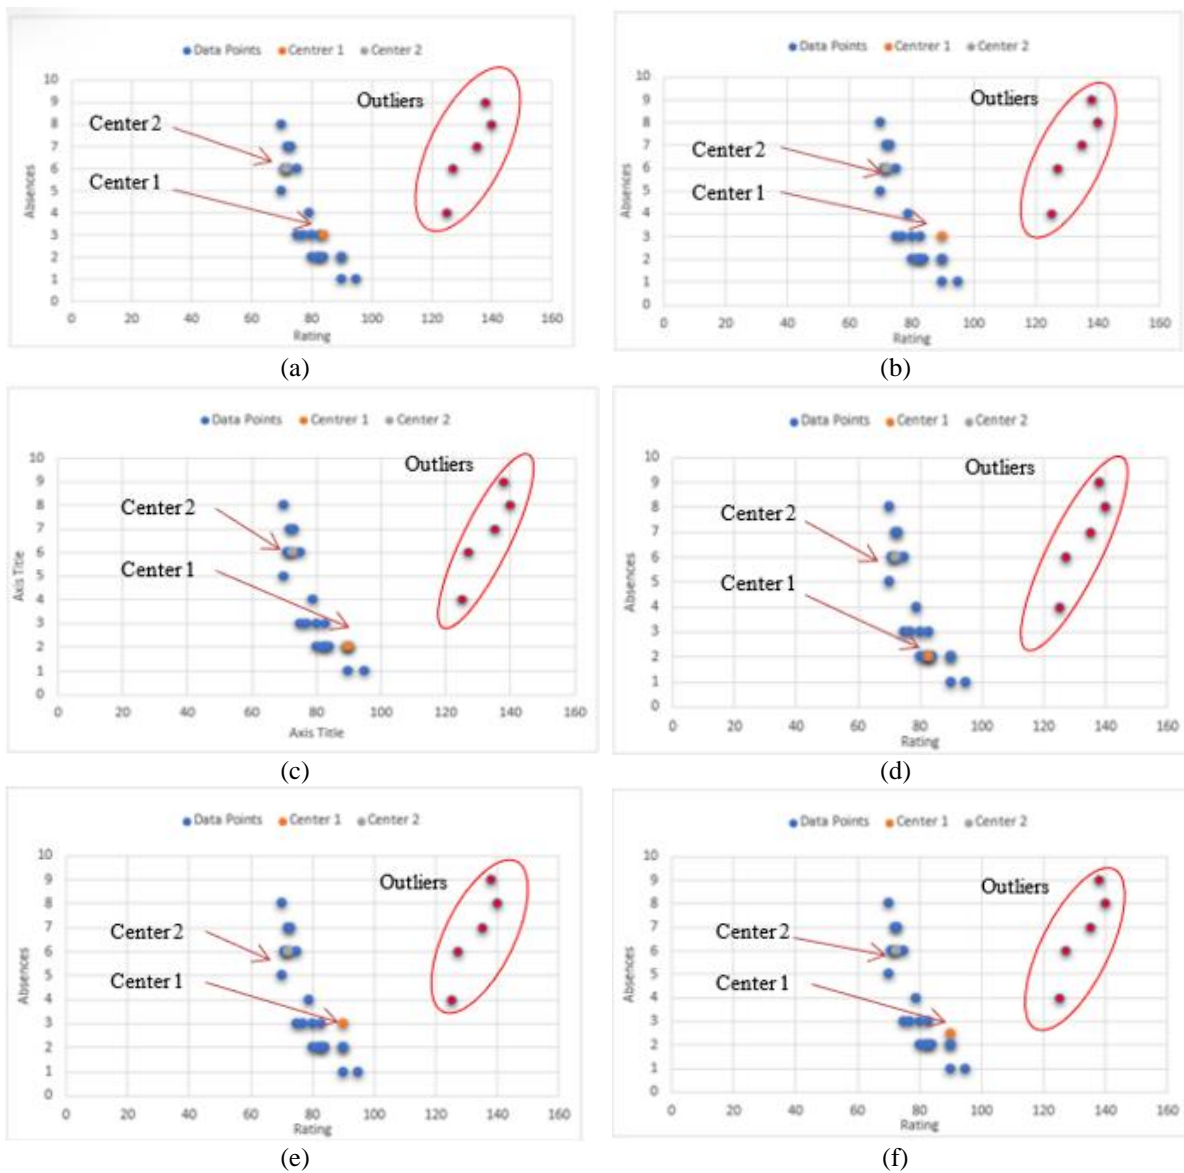 Data Points Centrer 1 Center 2
Outliers
Center 2
Center 1
Absences
10
9
8
7
6
5
4
3
2
1
0
0 20 40 60 80 100 120 140 160
Rating
(a)
Data Points Centrer 1 Center 2
Outliers
Center 2
Center 1
Absences
10
9
8
7
6
5
4
3
2
1
0
0 20 40 60 80 100 120 140 160
Rating
(b)
Data Points Centrer 1 Center 2
Outliers
Center 2
Center 1
Axis Title
10
9
8
7
6
5
4
3
2
1
0
0 20 40 60 80 100 120 140 160
Axis Title
(c)
Data Points Center 1 Center 2
Outliers
Center 2
Center 1
Absences
10
9
8
7
6
5
4
3
2
1
0
0 20 40 60 80 100 120 140 160
Rating
(d)
Data Points Center 1 Center 2
Outliers
Center 2
Center 1
Absences
10
9
8
7
6
5
4
3
2
1
0
0 20 40 60 80 100 120 140 160
Rating
(e)
Data Points Center 1 Center 2
Outliers
Center 2
Center 1
Absences
10
9
8
7
6
5
4
3
2
1
0
0 20 40 60 80 100 120 140 160
Rating
(f)